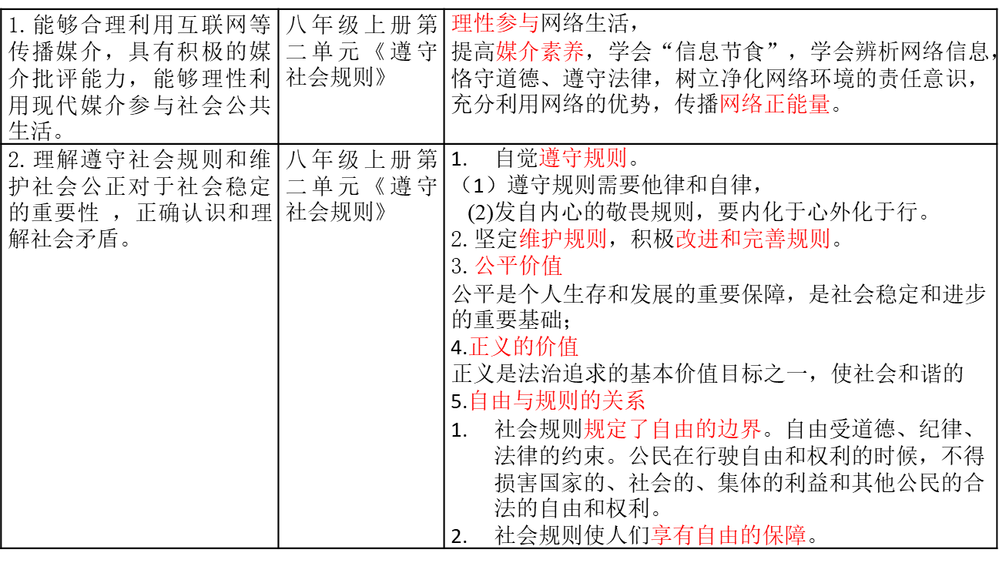 1. 能够合理利用互联网等
传播媒介，具有积极的媒
介批评能力，能够理性利
用现代媒介参与社会公共
生活。
八年级上册第
二单元《遵守
社会规则》
理性参与网络生活，
提高媒介素养，学会“信息节食”，学会辨析网络信息，
恪守道德、遵守法律，树立净化网络环境的责任意识，
充分利用网络的优势，传播网络正能量。
2. 理解遵守社会规则和维
护社会公正对于社会稳定
的重要性 ，正确认识和理
解社会矛盾。
八年级上册第
二单元《遵守
社会规则》
1. 自觉遵守规则。
（1）遵守规则需要他律和自律，
(2)发自内心的敬畏规则，要内化于心外化于行。
2. 坚定维护规则，积极改进和完善规则。
3. 公平价值
公平是个人生存和发展的重要保障，是社会稳定和进步
的重要基础；
4.正义的价值
正义是法治追求的基本价值目标之一，使社会和谐的
5.自由与规则的关系
1. 社会规则规定了自由的边界。自由受道德、纪律、
法律的约束。公民在行驶自由和权利的时候，不得
损害国家的、社会的、集体的利益和其他公民的合
法的自由和权利。
2. 社会规则使人们享有自由的保障。